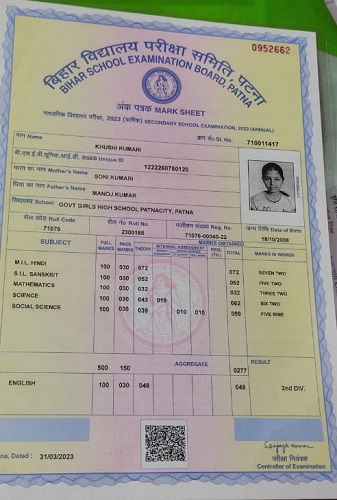 0952662
बिहार विद्यालय परीक्षा समिति, पटना
BIHAR SCHOOL EXAMINATION BOARD, PATNA
अंक पत्रक MARK SHEET
माध्यमिक विद्यालय परीक्षा, 2023 (वार्षिक) SECONDARY SCHOOL EXAMINATION, 2023 (ANNUAL)
नाम Name KHUSHI KUMARI क्रम सं०Sl. No. 710011417
बी.एस.ई.बी.यूनिक.आई.डी. BSEB Unique ID 1222260760120
माता का नाम Mother's Name SONI KUMARI
पिता का नाम Father's Name MANOJ KUMAR
विद्यालय School GOVT GIRLS HIGH SCHOOL PATNACITY, PATNA
रौल कोड Roll Code रौल नं० Roll No. पंजीयन संख्या Reg. No. जन्म तिथि Date of Birth
71076 2300185 71076-00049-22 18/10/2008
SUBJECT FULL MARKS PASS MARKS THEORY INTERNAL ASSESSMENT REG. (TH.) MARKS OBTAINED TOTAL MARKS IN WORDS
M.I.L. HINDI 100 030 072 072 SEVEN TWO
S.I.L. SANSKRIT 100 030 052 052 FIVE TWO
MATHEMATICS 100 030 032 032 THREE TWO
SCIENCE 100 030 043 019 062 SIX TWO
SOCIAL SCIENCE 100 030 039 010 010 059 FIVE NINE
500 150 AGGREGATE 0277 RESULT
ENGLISH 100 030 048 048 2nd DIV.
na, Dated : 31/03/2023
परीक्षा नियंत्रक
Controller of Examination